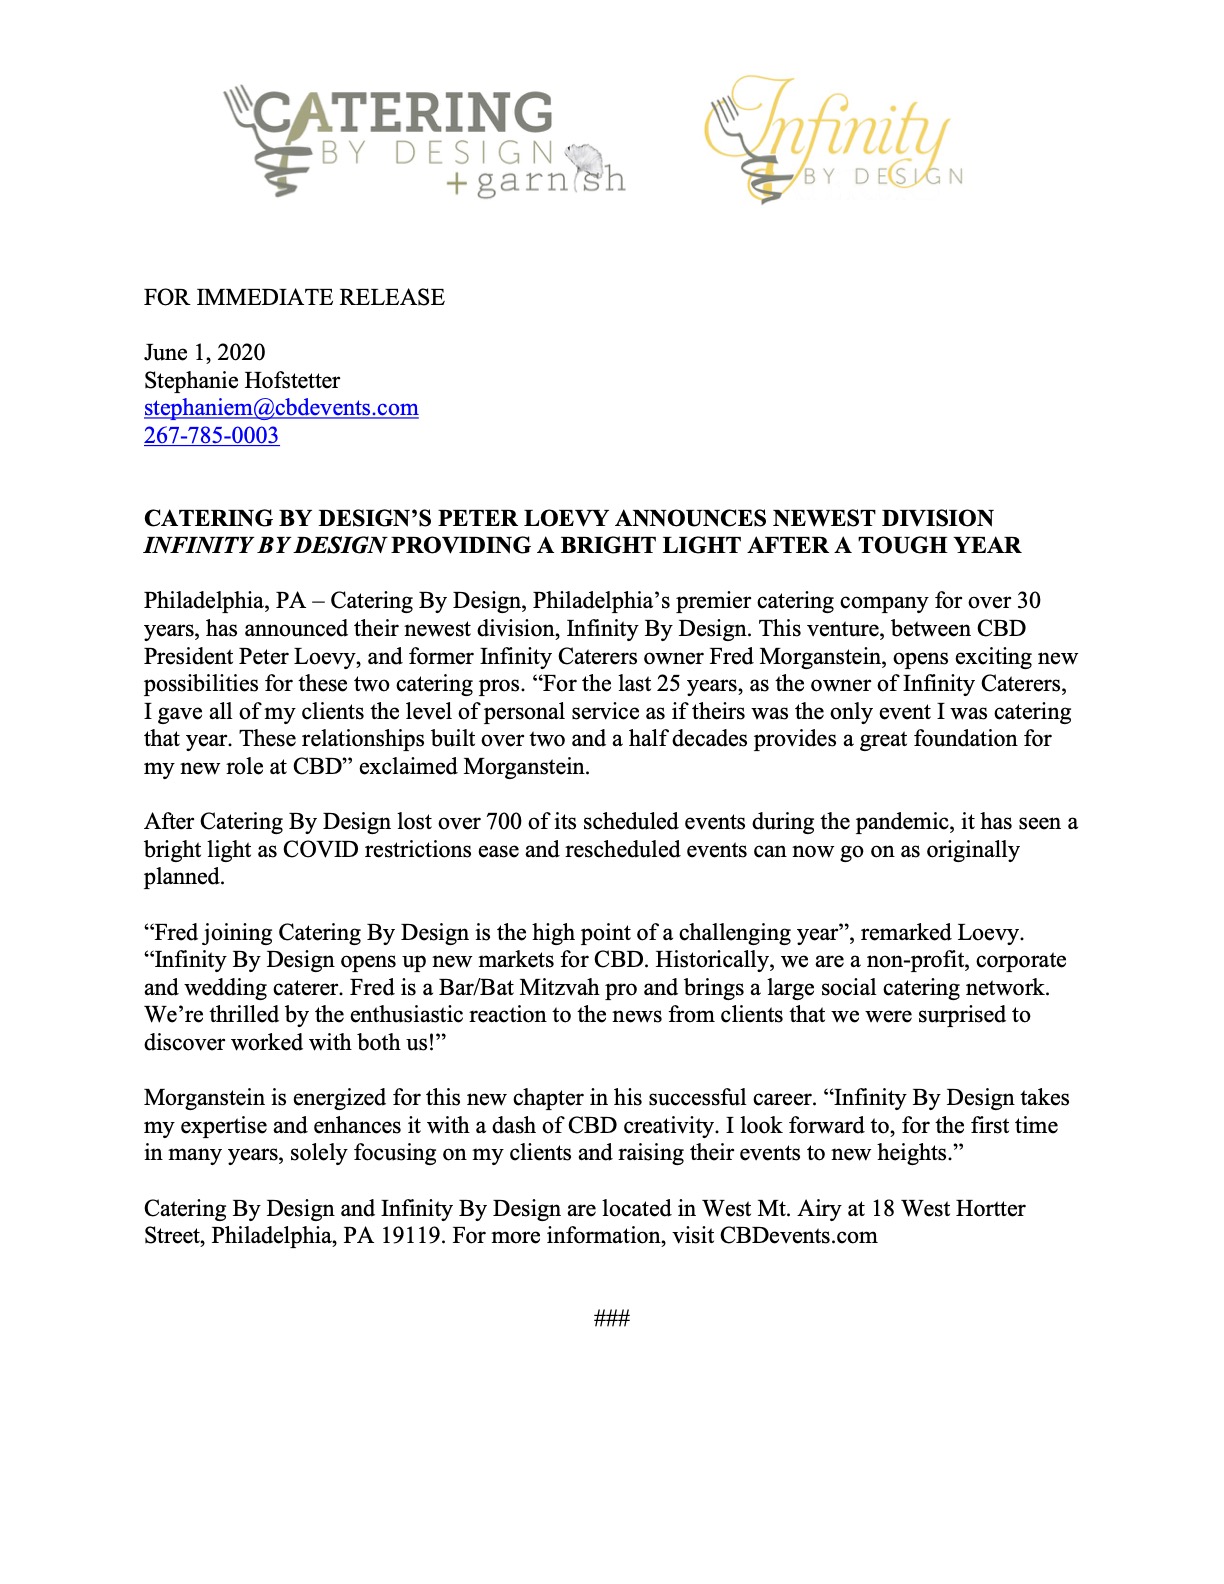 CATERING
BY DESIGN
+ garnish
Infinity
BY DESIGN
FOR IMMEDIATE RELEASE
June 1, 2020
Stephanie Hofstetter
stephaniem@cbdevents.com
267-785-0003
CATERING BY DESIGN’S PETER LOEVY ANNOUNCES NEWEST DIVISION
INFINITY BY DESIGN PROVIDING A BRIGHT LIGHT AFTER A TOUGH YEAR
Philadelphia, PA – Catering By Design, Philadelphia’s premier catering company for over 30
years, has announced their newest division, Infinity By Design. This venture, between CBD
President Peter Loevy, and former Infinity Caterers owner Fred Morganstein, opens exciting new
possibilities for these two catering pros. “For the last 25 years, as the owner of Infinity Caterers,
I gave all of my clients the level of personal service as if theirs was the only event I was catering
that year. These relationships built over two and a half decades provides a great foundation for
my new role at CBD” exclaimed Morganstein.
After Catering By Design lost over 700 of its scheduled events during the pandemic, it has seen a
bright light as COVID restrictions ease and rescheduled events can now go on as originally
planned.
“Fred joining Catering By Design is the high point of a challenging year”, remarked Loevy.
“Infinity By Design opens up new markets for CBD. Historically, we are a non-profit, corporate
and wedding caterer. Fred is a Bar/Bat Mitzvah pro and brings a large social catering network.
We’re thrilled by the enthusiastic reaction to the news from clients that we were surprised to
discover worked with both us!”
Morganstein is energized for this new chapter in his successful career. “Infinity By Design takes
my expertise and enhances it with a dash of CBD creativity. I look forward to, for the first time
in many years, solely focusing on my clients and raising their events to new heights.”
Catering By Design and Infinity By Design are located in West Mt. Airy at 18 West Hortter
Street, Philadelphia, PA 19119. For more information, visit CBDevents.com
###